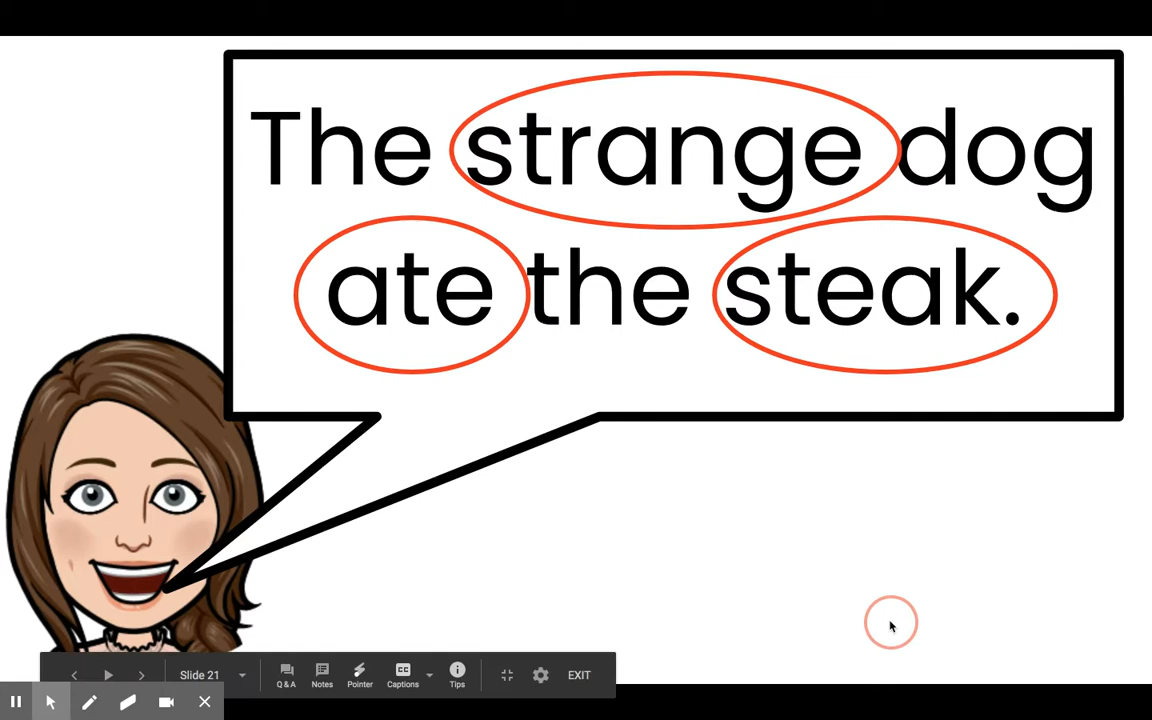 The strange dog
ate the steak.
Slide 21
Q & A
Notes
Pointer
Captions
Tips
EXIT